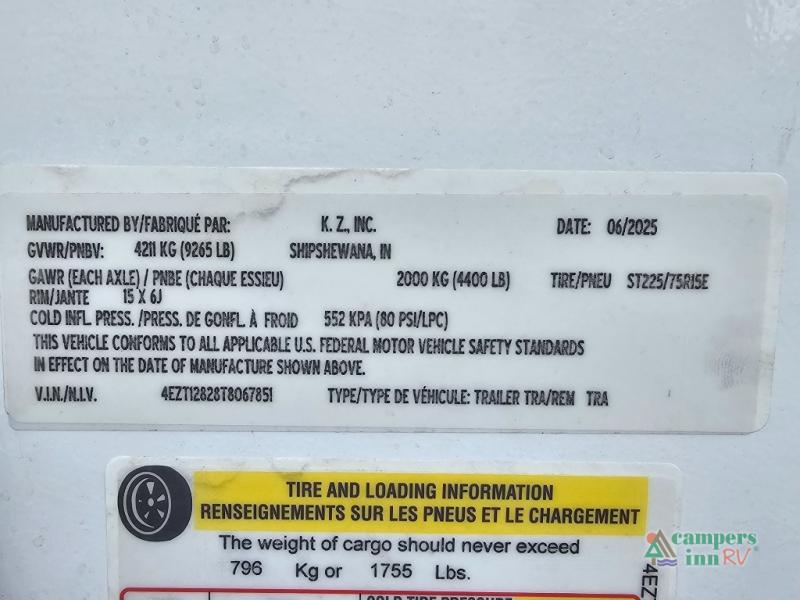 MANUFACTURED BY/FABRIQUÉ PAR: K. Z., INC. DATE: 06/2025
GVWR/PNBV: 4211 KG (9265 LB) SHIPSHEWANA, IN
GAWR (EACH AXLE) / PNBE (CHAQUE ESSIEU) 2000 KG (4400 LB) TIRE/PNEU ST225/75R15E
RIM/JANTE 15 X 6J
COLD INFL. PRESS. /PRESS. DE GONFL. À FROID 552 KPA (80 PSI/LPC)
THIS VEHICLE CONFORMS TO ALL APPLICABLE U.S. FEDERAL MOTOR VEHICLE SAFETY STANDARDS
IN EFFECT ON THE DATE OF MANUFACTURE SHOWN ABOVE.
V.I.N./N.I.V. 4EZT12828T8067851 TYPE/TYPE DE VÉHICULE: TRAILER TRA/REM TRA
TIRE AND LOADING INFORMATION
RENSEIGNEMENTS SUR LES PNEUS ET LE CHARGEMENT
The weight of cargo should never exceed
796 Kg or 1755 Lbs.
4EZ
campers
inn RV
COLD TIRE PRESSURE